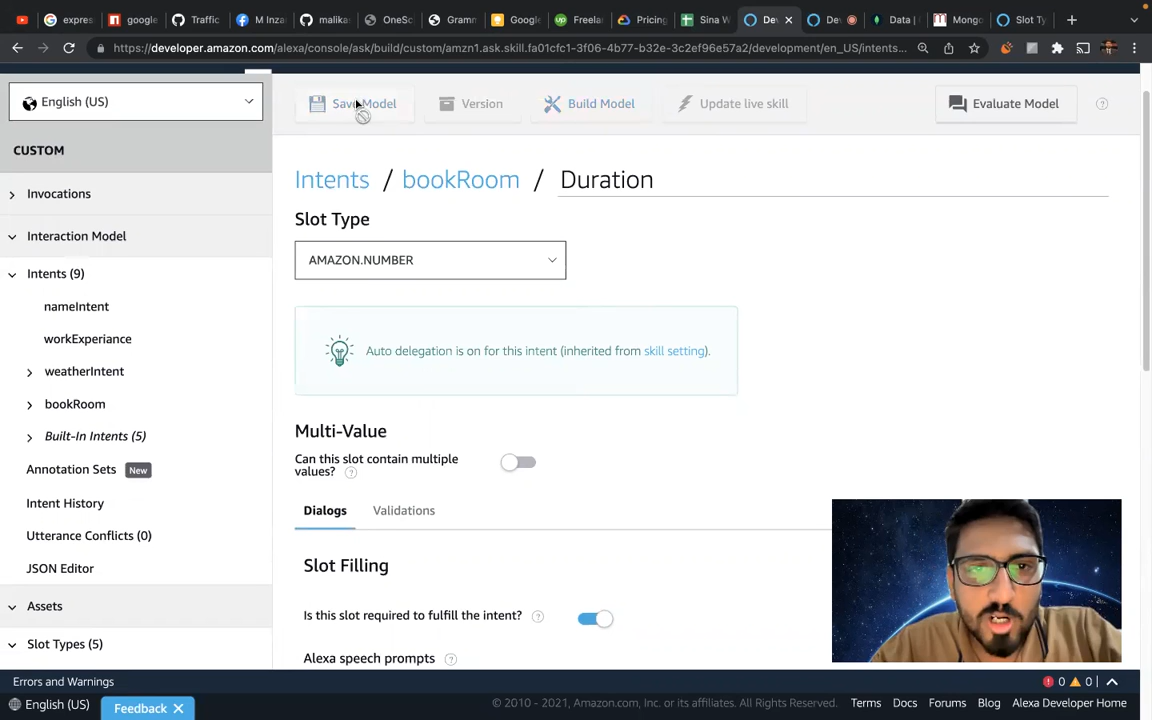 expres
google
Traffic
M Inza
malika
OneSc
Gramm
Google
Freela
Pricing
Sina W
Dev
Dev
Data |
Mongo
Slot Ty
https://developer.amazon.com/alexa/console/ask/build/custom/amzn1.ask.skill.fa01cfc1-3f06-4b77-b32e-3c2ef96e57a2/development/en_US/intents...
English (US)
Save Model
Version
Build Model
Update live skill
Evaluate Model
CUSTOM
Invocations
Interaction Model
Intents (9)
nameIntent
workExperiance
weatherIntent
bookRoom
Built-In Intents (5)
Annotation Sets New
Intent History
Utterance Conflicts (0)
JSON Editor
Assets
Slot Types (5)
Intents / bookRoom / Duration
Slot Type
AMAZON.NUMBER
Auto delegation is on for this intent (inherited from skill setting).
Multi-Value
Can this slot contain multiple
values?
Dialogs Validations
Slot Filling
Is this slot required to fulfill the intent?
Alexa speech prompts
Errors and Warnings
0 0
English (US)
Feedback
© 2010 - 2021, Amazon.com, Inc. or its affiliates. All Rights Reserved.
Terms Docs Forums Blog Alexa Developer Home